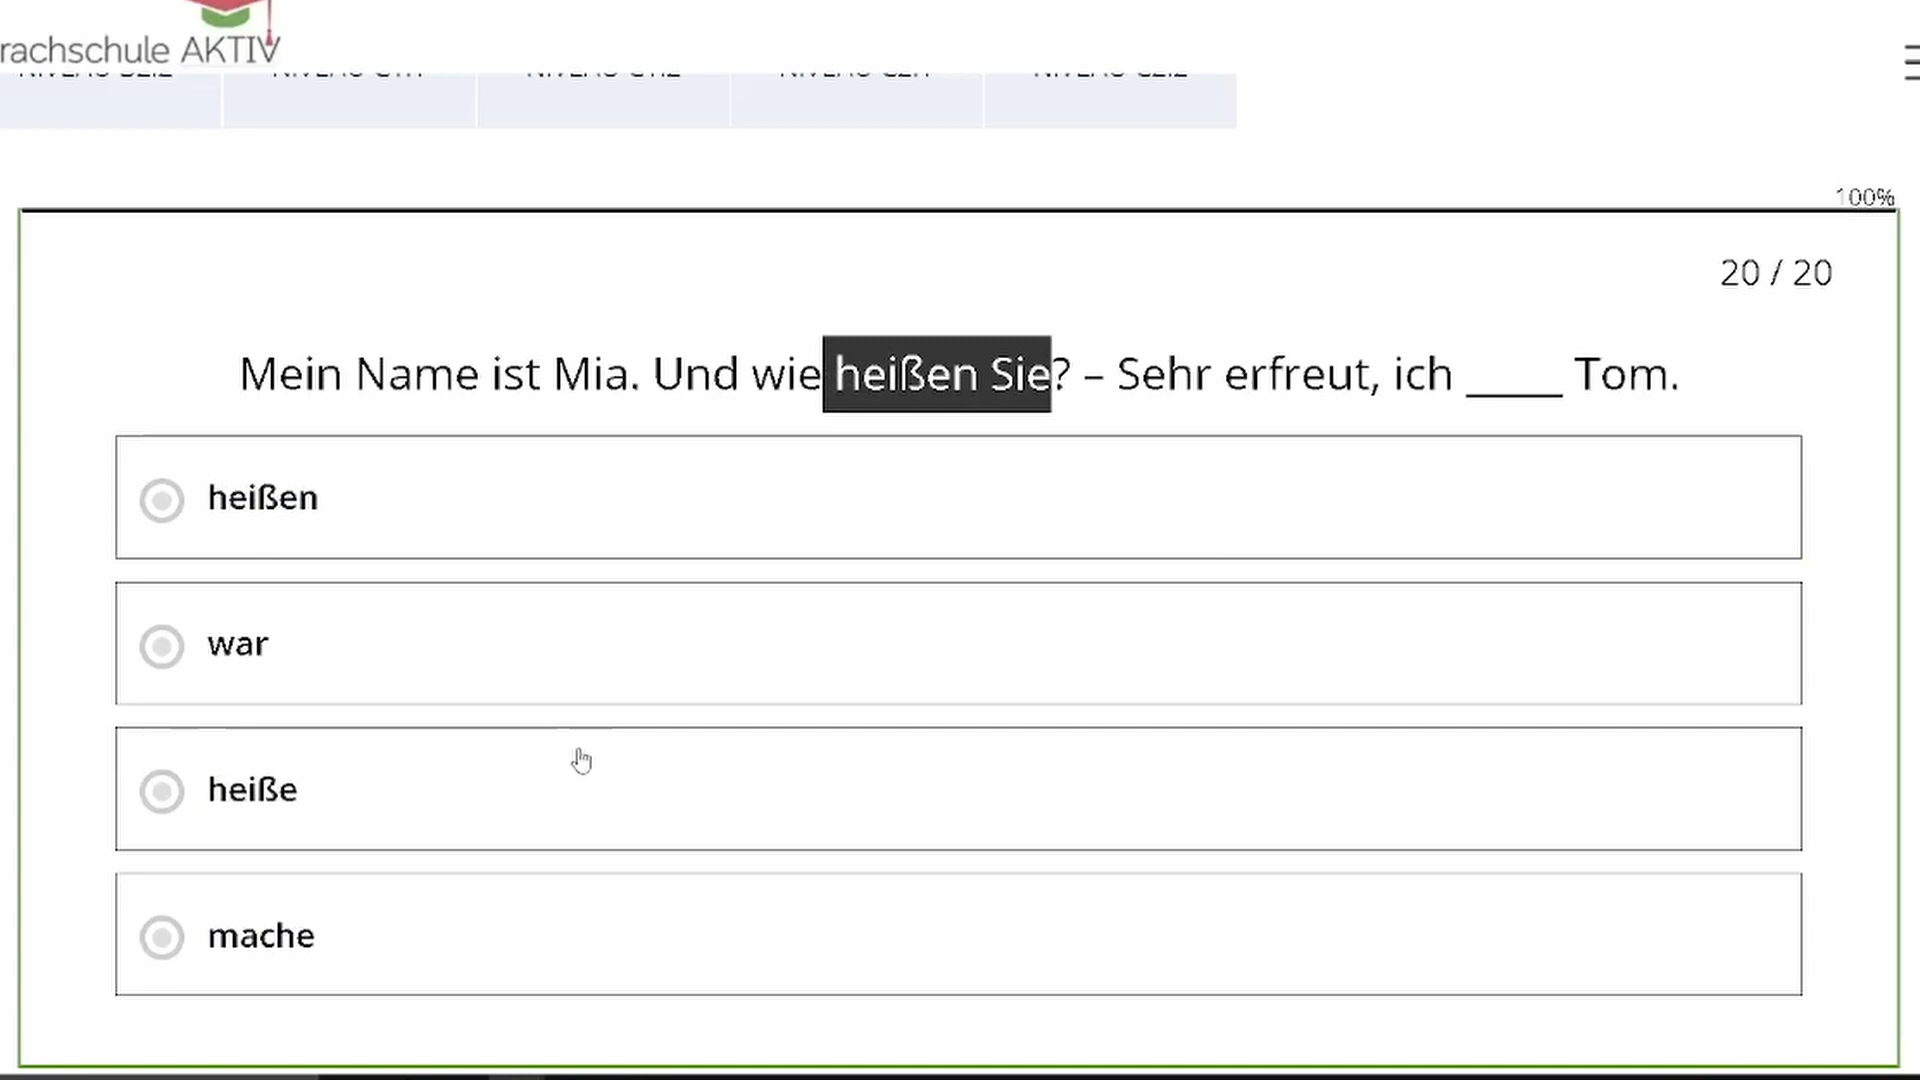 rachschule AKTIV
100%
20 / 20
Mein Name ist Mia. Und wie heißen Sie? – Sehr erfreut, ich _____ Tom.
heißen
war
heiße
mache